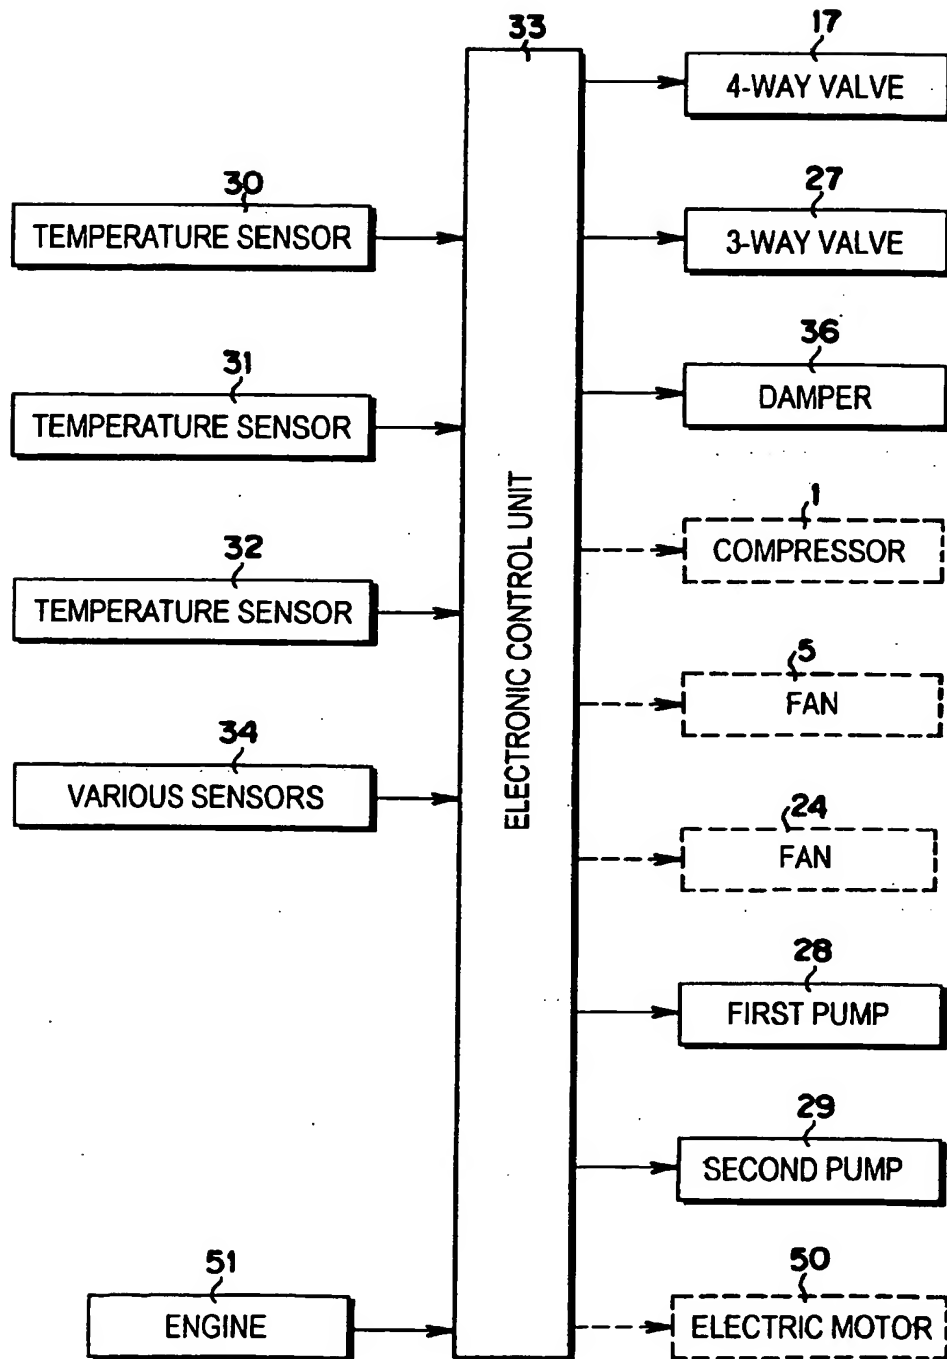 33
17
4-WAY VALVE
30
TEMPERATURE SENSOR
27
3-WAY VALVE
31
TEMPERATURE SENSOR
36
DAMPER
ELECTRONIC CONTROL UNIT
1
COMPRESSOR
32
TEMPERATURE SENSOR
5
FAN
34
VARIOUS SENSORS
24
FAN
28
FIRST PUMP
29
SECOND PUMP
51
ENGINE
50
ELECTRIC MOTOR